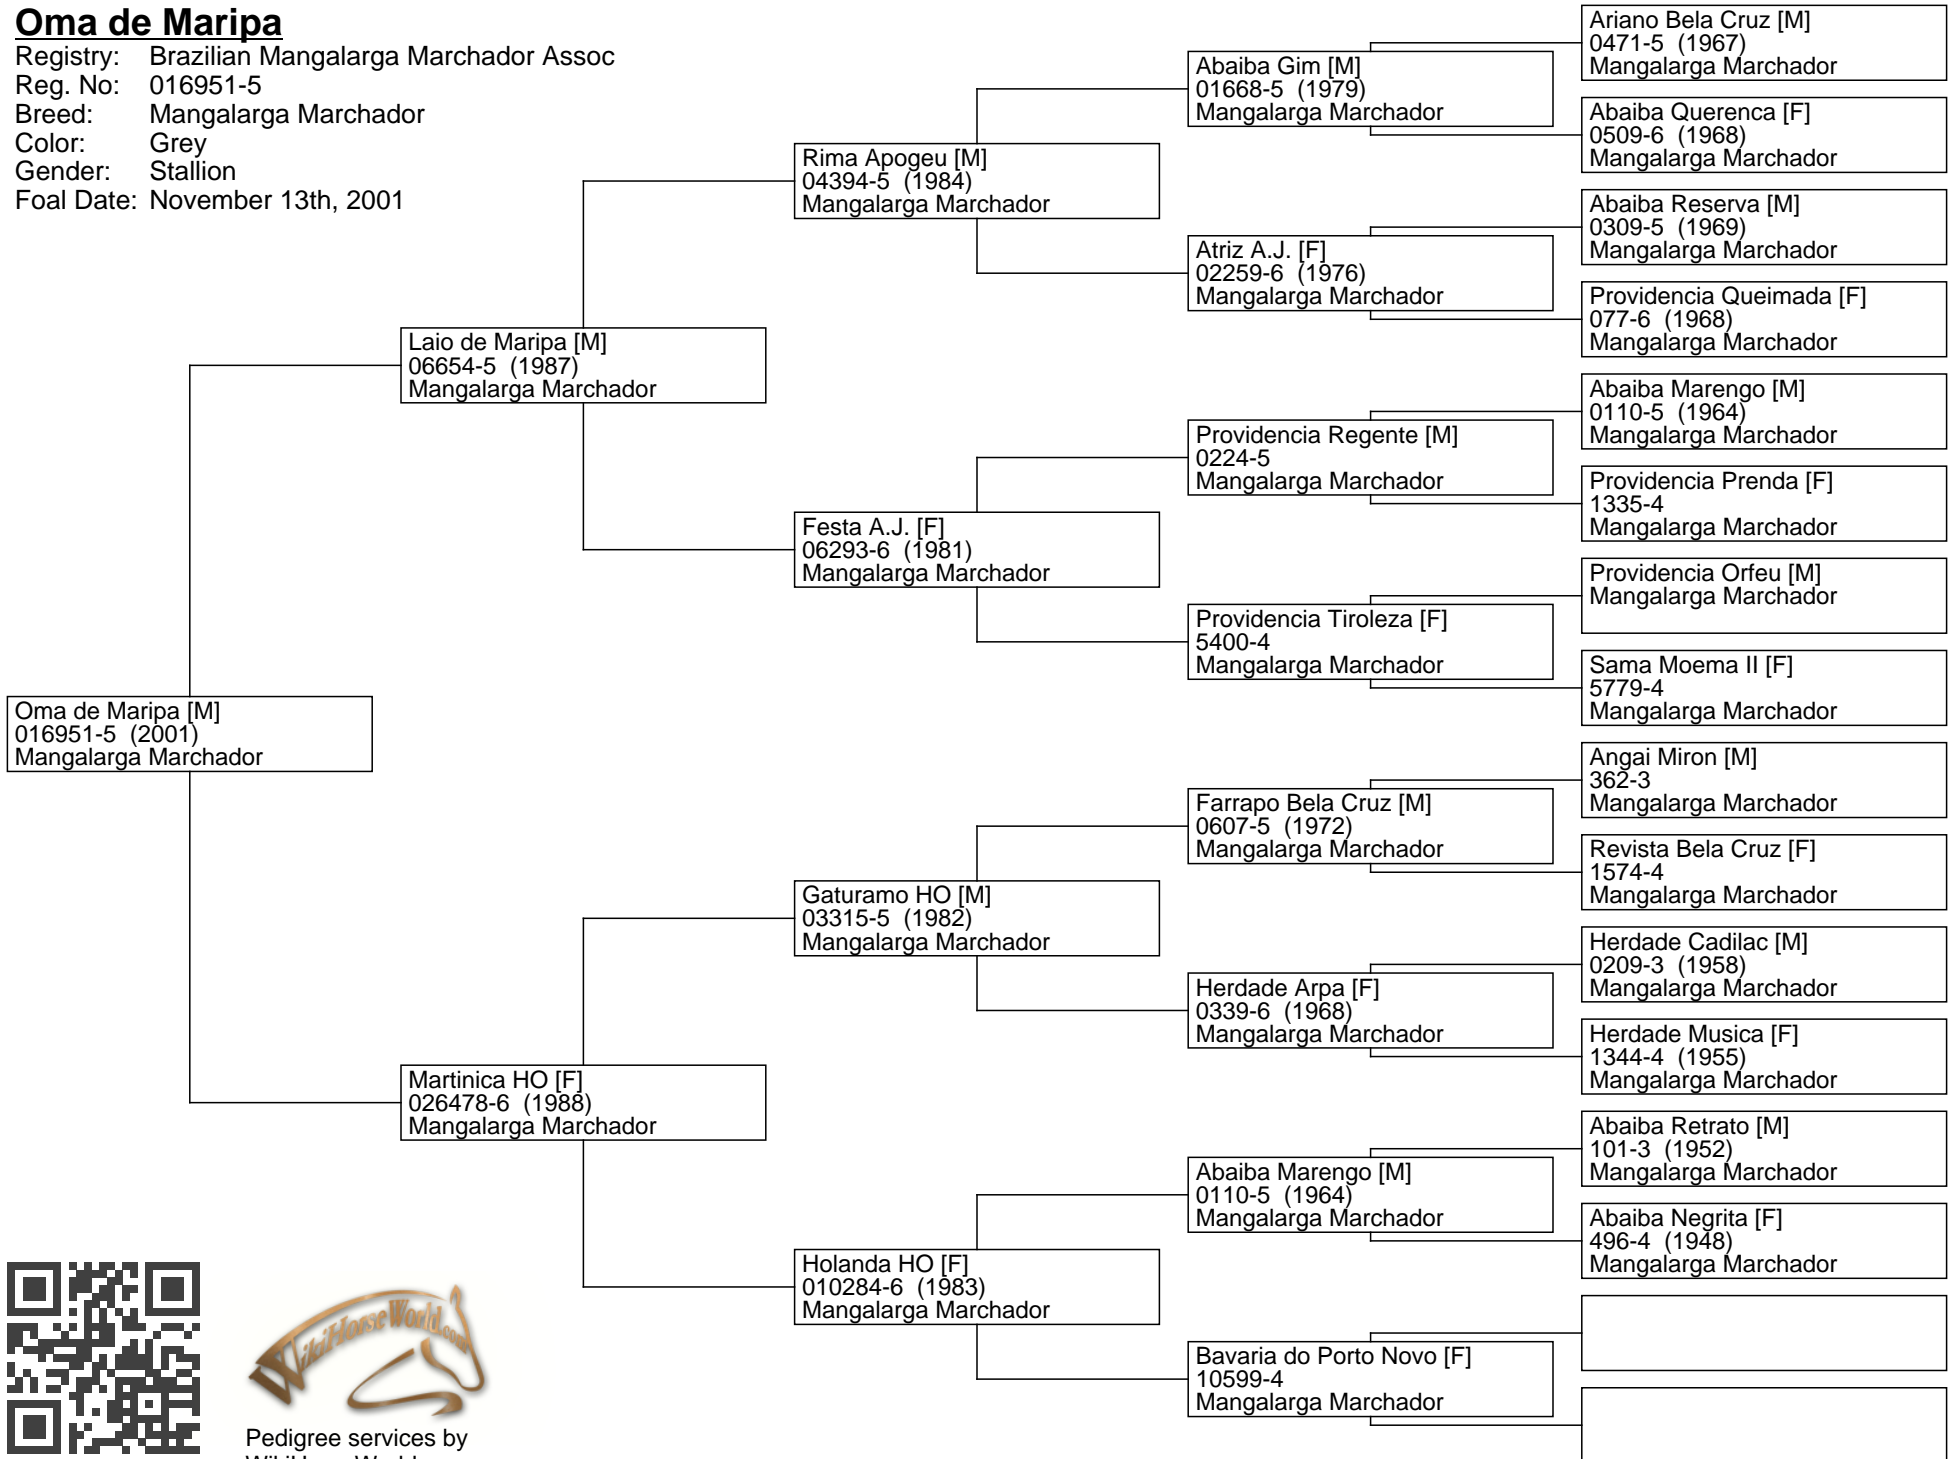 Oma de Maripa
Registry: Brazilian Mangalarga Marchador Assoc
Reg. No: 016951-5
Breed: Mangalarga Marchador
Color: Grey
Gender: Stallion
Foal Date: November 13th, 2001
Oma de Maripa [M]
016951-5 (2001)
Mangalarga Marchador
Laio de Maripa [M]
06654-5 (1987)
Mangalarga Marchador
Martinica HO [F]
026478-6 (1988)
Mangalarga Marchador
Rima Apogeu [M]
04394-5 (1984)
Mangalarga Marchador
Festa A.J. [F]
06293-6 (1981)
Mangalarga Marchador
Gaturamo HO [M]
03315-5 (1982)
Mangalarga Marchador
Holanda HO [F]
010284-6 (1983)
Mangalarga Marchador
Abaiba Gim [M]
01668-5 (1979)
Mangalarga Marchador
Atriz A.J. [F]
02259-6 (1976)
Mangalarga Marchador
Providencia Regente [M]
0224-5
Mangalarga Marchador
Providencia Tiroleza [F]
5400-4
Mangalarga Marchador
Farrapo Bela Cruz [M]
0607-5 (1972)
Mangalarga Marchador
Herdade Arpa [F]
0339-6 (1968)
Mangalarga Marchador
Abaiba Marengo [M]
0110-5 (1964)
Mangalarga Marchador
Bavaria do Porto Novo [F]
10599-4
Mangalarga Marchador
Ariano Bela Cruz [M]
0471-5 (1967)
Mangalarga Marchador
Abaiba Querenca [F]
0509-6 (1968)
Mangalarga Marchador
Abaiba Reserva [M]
0309-5 (1969)
Mangalarga Marchador
Providencia Queimada [F]
077-6 (1968)
Mangalarga Marchador
Abaiba Marengo [M]
0110-5 (1964)
Mangalarga Marchador
Providencia Prenda [F]
1335-4
Mangalarga Marchador
Providencia Orfeu [M]
Mangalarga Marchador
Sama Moema II [F]
5779-4
Mangalarga Marchador
Angai Miron [M]
362-3
Mangalarga Marchador
Revista Bela Cruz [F]
1574-4
Mangalarga Marchador
Herdade Cadilac [M]
0209-3 (1958)
Mangalarga Marchador
Herdade Musica [F]
1344-4 (1955)
Mangalarga Marchador
Abaiba Retrato [M]
101-3 (1952)
Mangalarga Marchador
Abaiba Negrita [F]
496-4 (1948)
Mangalarga Marchador
WikiHorseWorld.com
Pedigree services by